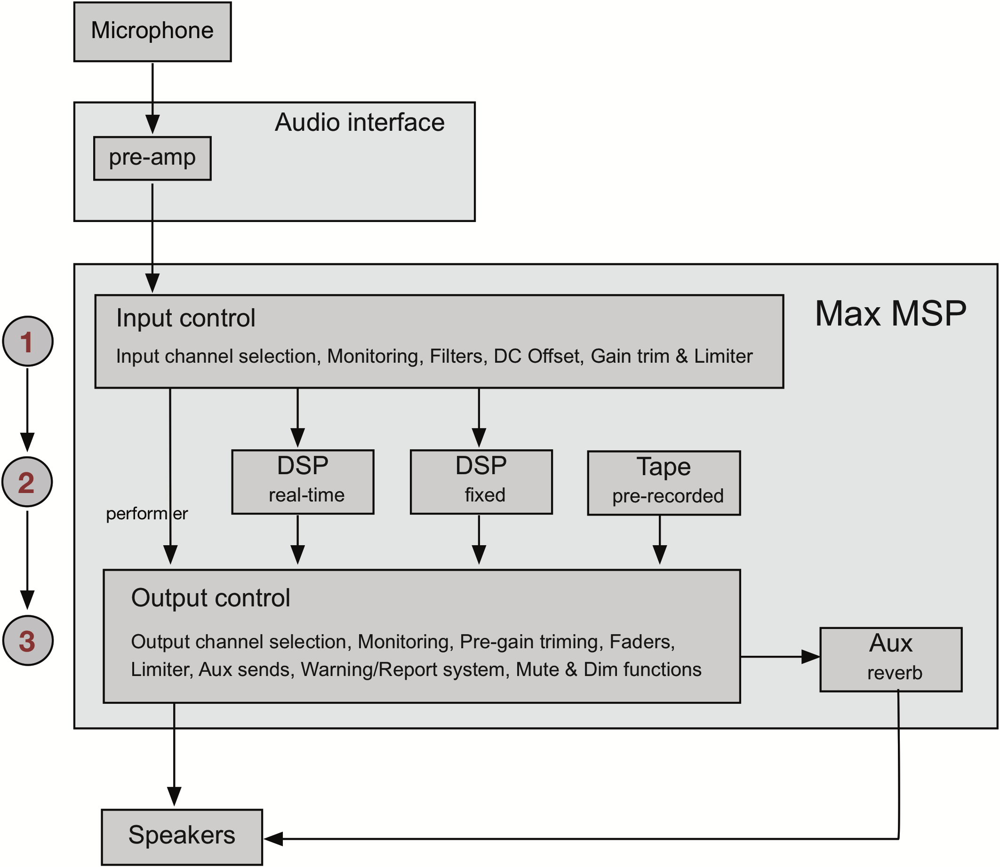 Microphone
Audio interface
pre-amp
Max MSP
Input control
Input channel selection, Monitoring, Filters, DC Offset, Gain trim & Limiter
1
2
3
DSP
real-time
DSP
fixed
Tape
pre-recorded
performer
Output control
Output channel selection, Monitoring, Pre-gain triming, Faders,
Limiter, Aux sends, Warning/Report system, Mute & Dim functions
Aux
reverb
Speakers